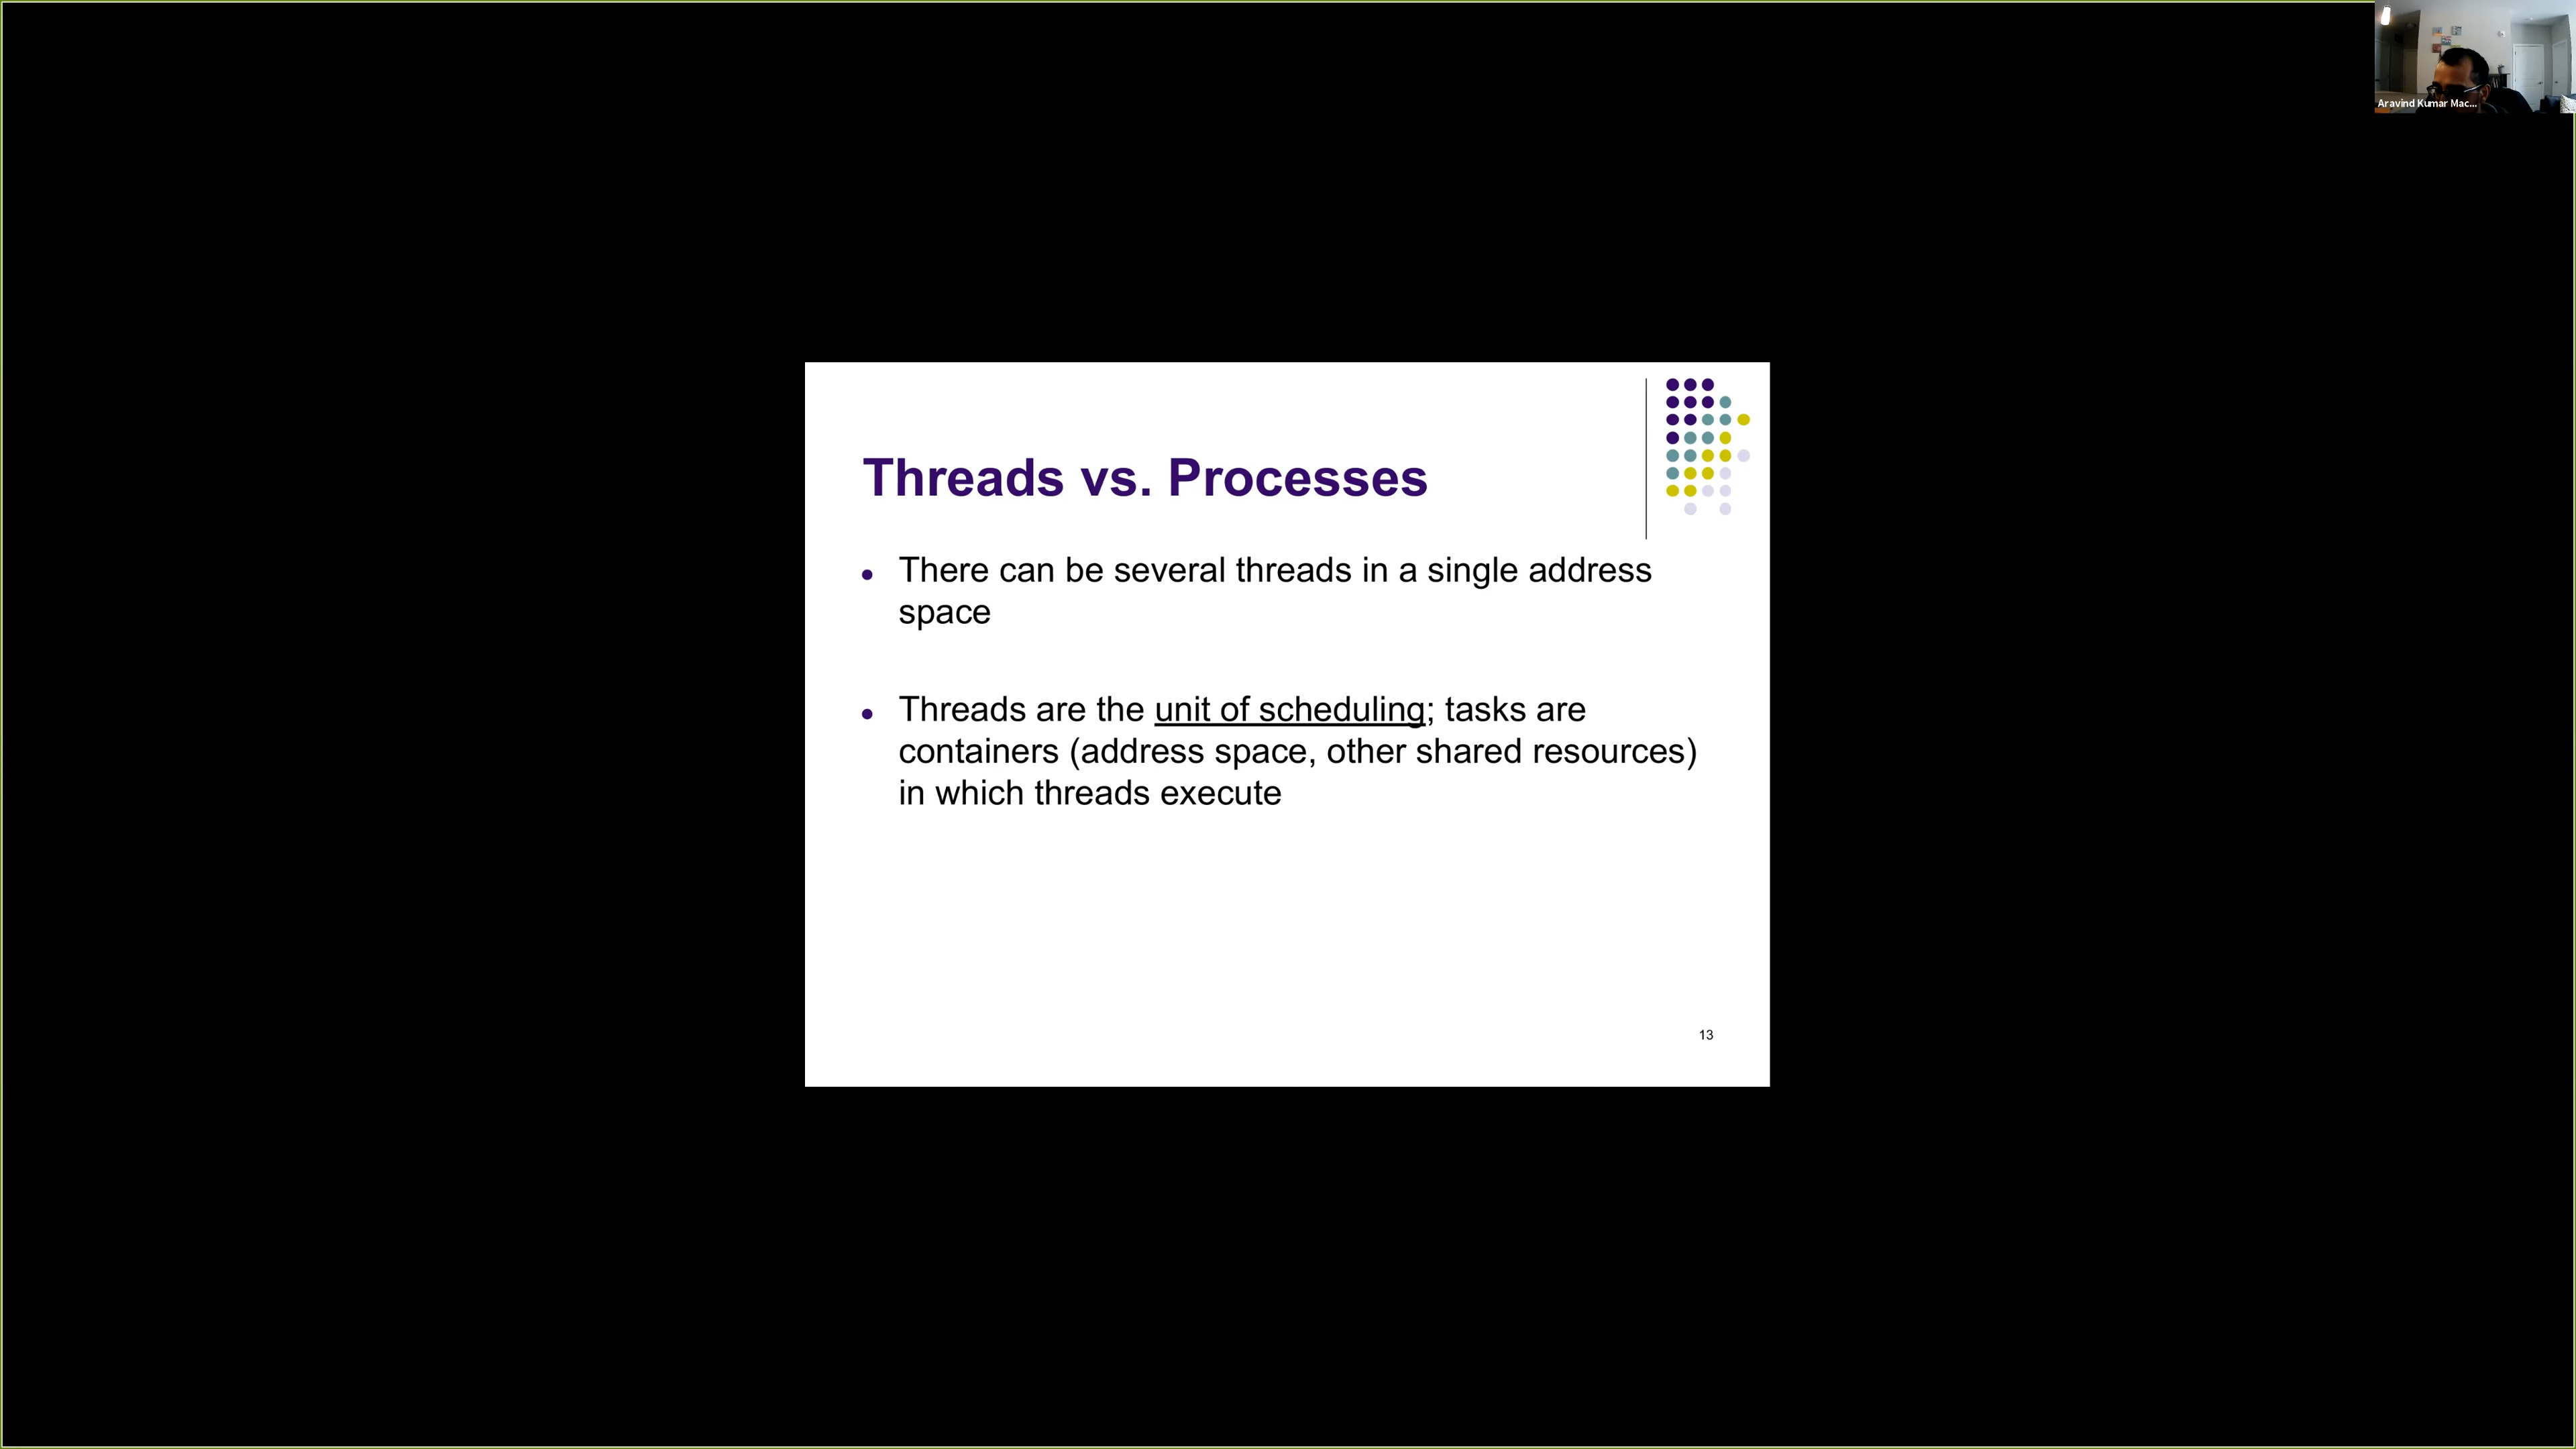 Aravind Kumar Mac...
Threads vs. Processes
• There can be several threads in a single address
space
• Threads are the unit of scheduling; tasks are
containers (address space, other shared resources)
in which threads execute
13